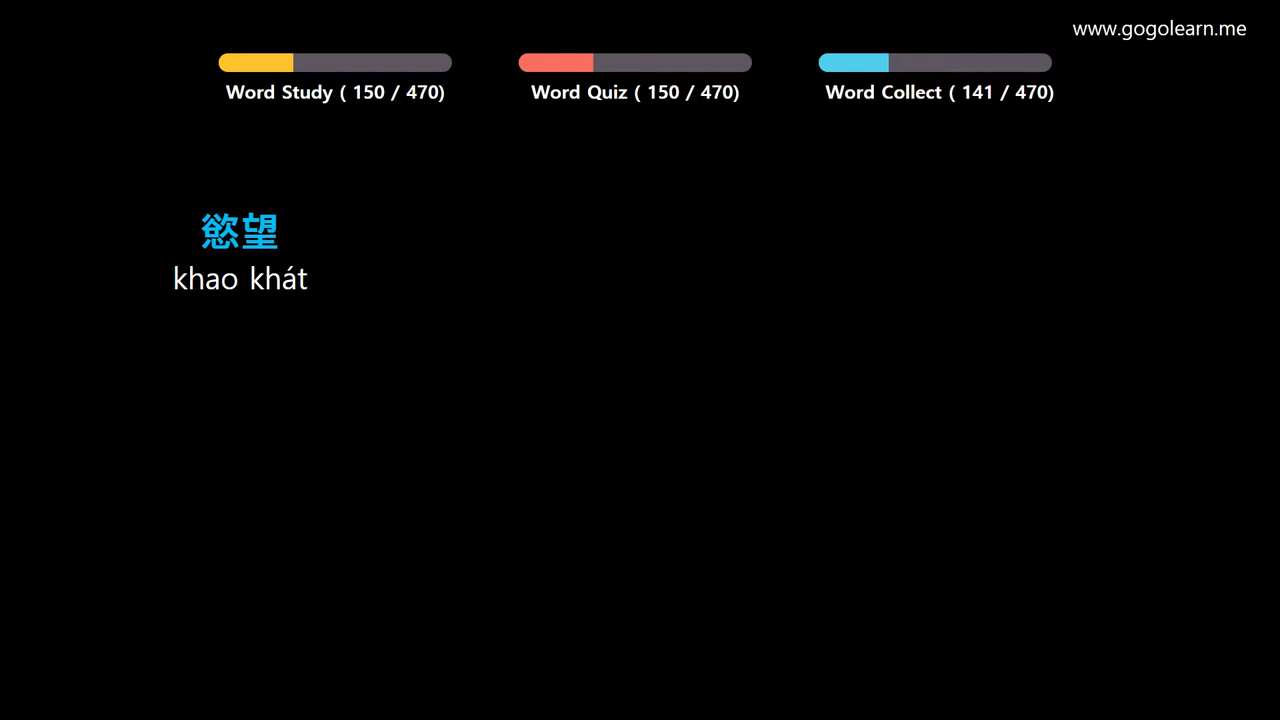 www.gogolearn.me
Word Study ( 150 / 470)
Word Quiz ( 150 / 470)
Word Collect ( 141 / 470)
慾望
khao khát